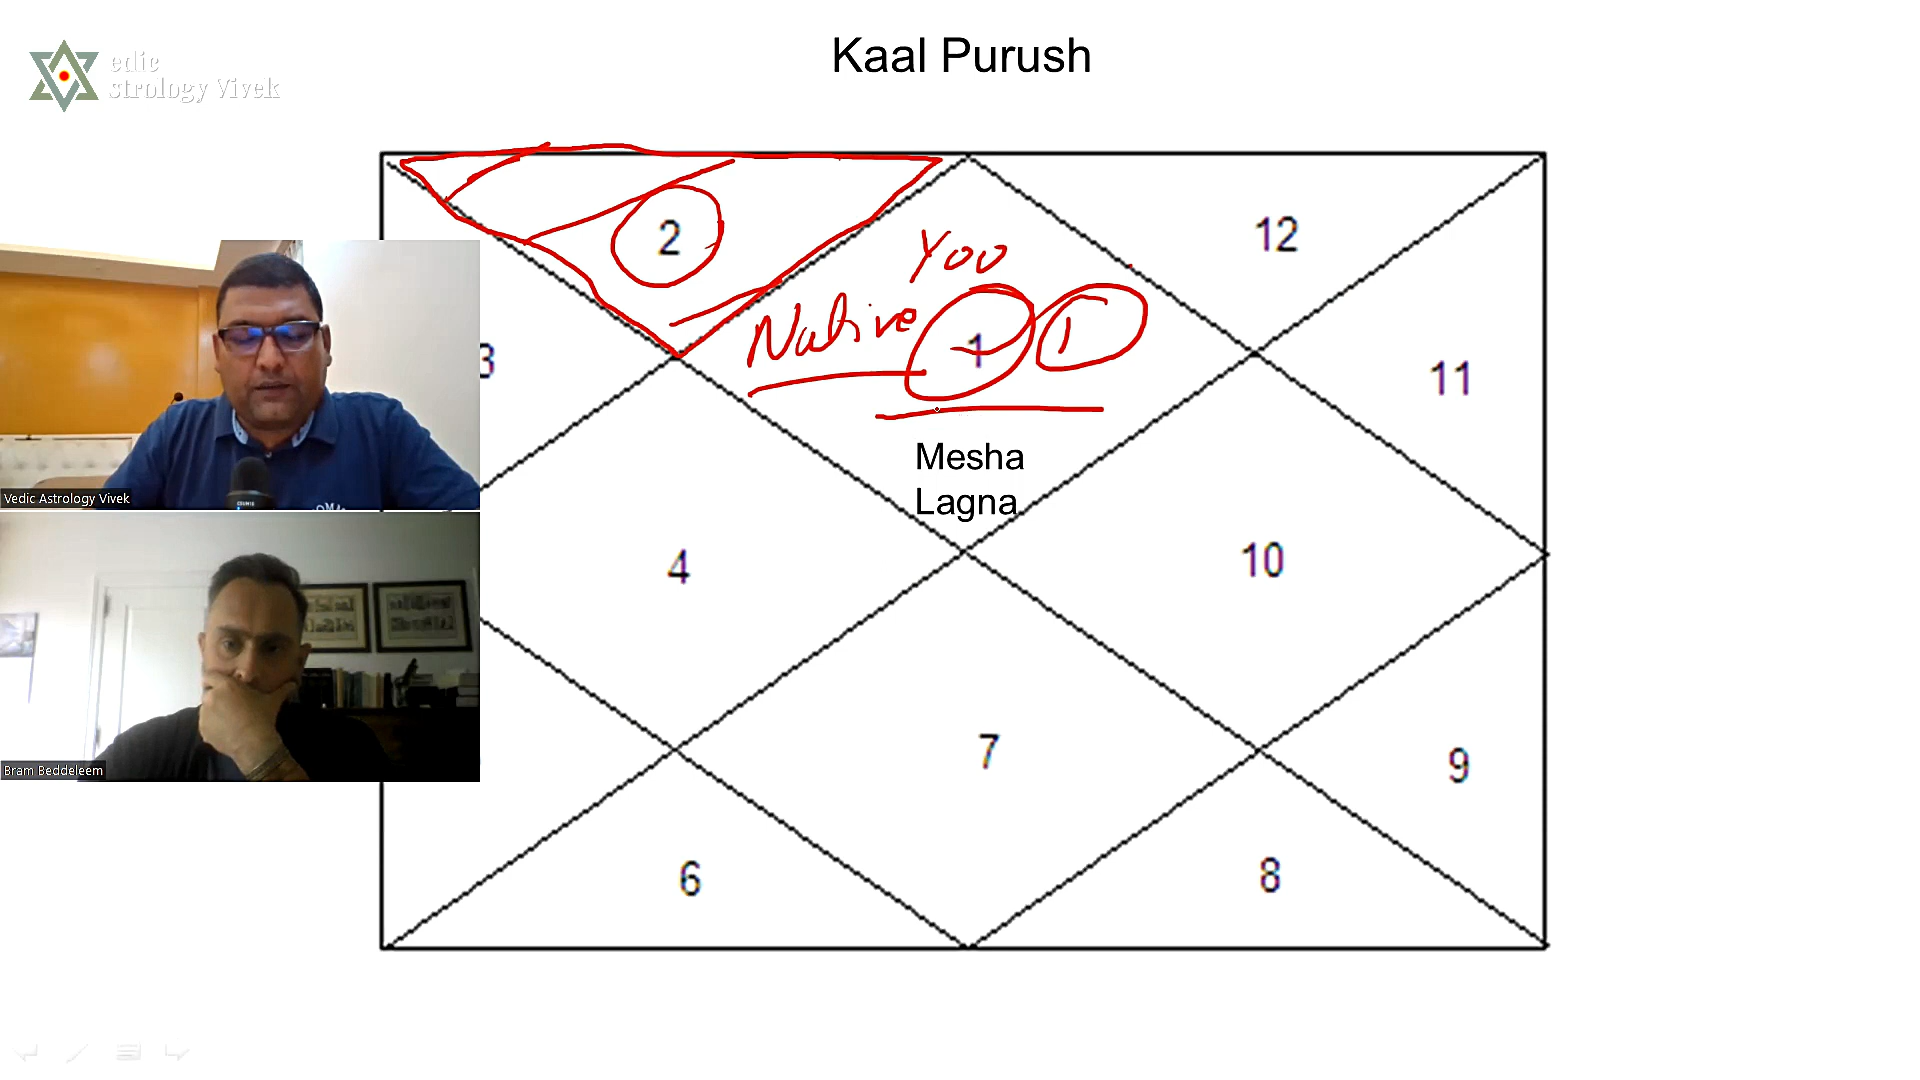 Kaal Purush
edic
strology Vivek
2
12
You
Native
1
1
3
11
Mesha
Lagna
Vedic Astrology Vivek
4
10
7
9
Bram Beddeleem
6
8